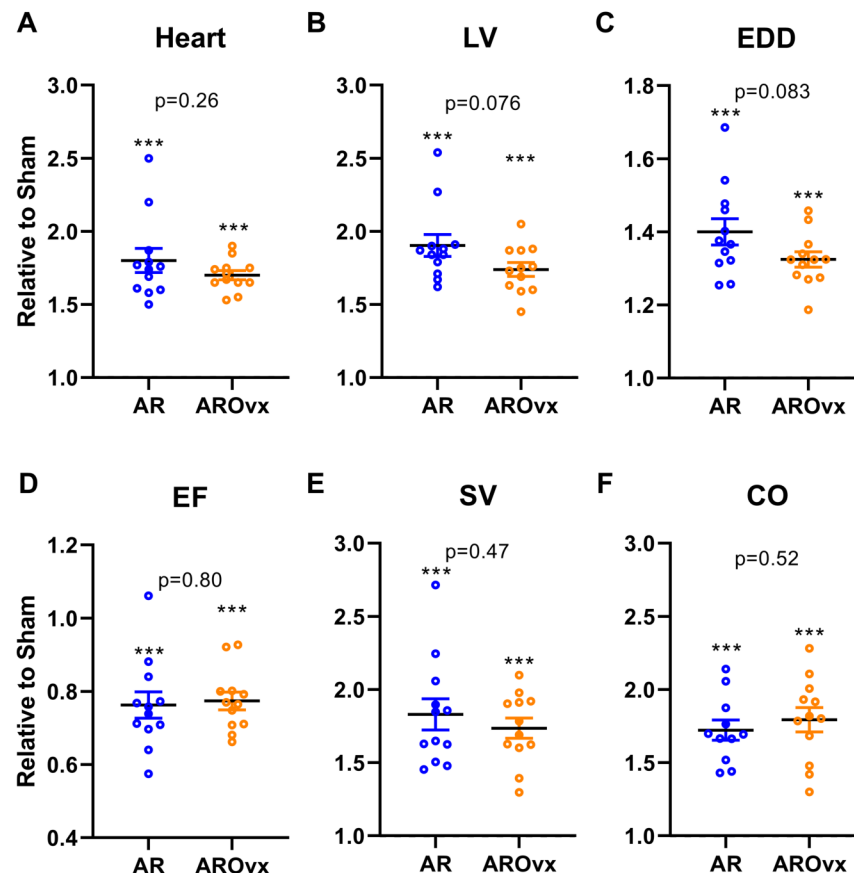 A Heart
B LV
C EDD
Relative to Sham
3.0
2.5
2.0
1.5
1.0
p=0.26
***
***
AR AROvx
3.0
2.5
2.0
1.5
1.0
p=0.076
***
***
AR AROvx
1.8
1.6
1.4
1.2
1.0
p=0.083
***
***
AR AROvx
D EF
E SV
F CO
Relative to Sham
1.2
1.0
0.8
0.6
0.4
p=0.80
***
***
AR AROvx
3.0
2.5
2.0
1.5
1.0
p=0.47
***
***
AR AROvx
3.0
2.5
2.0
1.5
1.0
p=0.52
***
***
AR AROvx